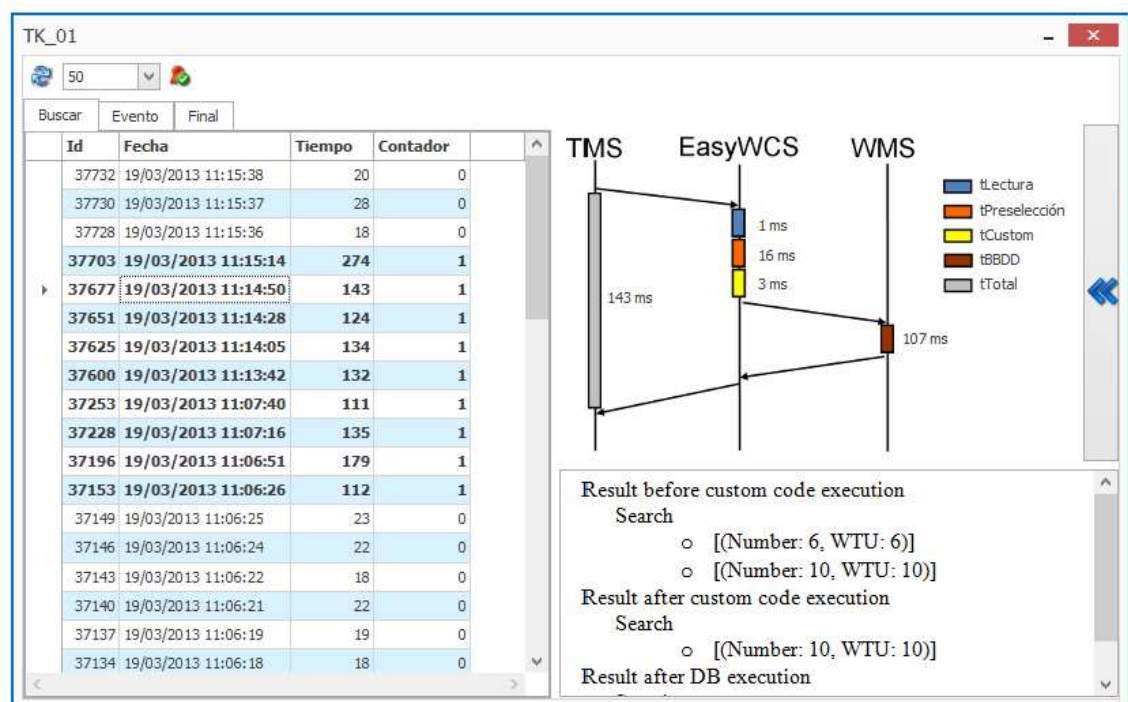 TK_01
50
Buscar Evento Final
Id Fecha Tiempo Contador
37732 19/03/2013 11:15:38 20 0
37730 19/03/2013 11:15:37 28 0
37728 19/03/2013 11:15:36 18 0
37703 19/03/2013 11:15:14 274 1
37677 19/03/2013 11:14:50 143 1
37651 19/03/2013 11:14:28 124 1
37625 19/03/2013 11:14:05 134 1
37600 19/03/2013 11:13:42 132 1
37253 19/03/2013 11:07:40 111 1
37228 19/03/2013 11:07:16 135 1
37196 19/03/2013 11:06:51 179 1
37153 19/03/2013 11:06:26 112 1
37149 19/03/2013 11:06:25 23 0
37146 19/03/2013 11:06:24 22 0
37143 19/03/2013 11:06:22 18 0
37140 19/03/2013 11:06:21 22 0
37137 19/03/2013 11:06:19 19 0
37134 19/03/2013 11:06:18 18 0
TMS EasyWCS WMS
tLectura
tPreselección
tCustom
tBBDD
tTotal
1 ms
16 ms
3 ms
143 ms
107 ms
Result before custom code execution
Search
o [(Number: 6, WTU: 6)]
o [(Number: 10, WTU: 10)]
Result after custom code execution
Search
o [(Number: 10, WTU: 10)]
Result after DB execution